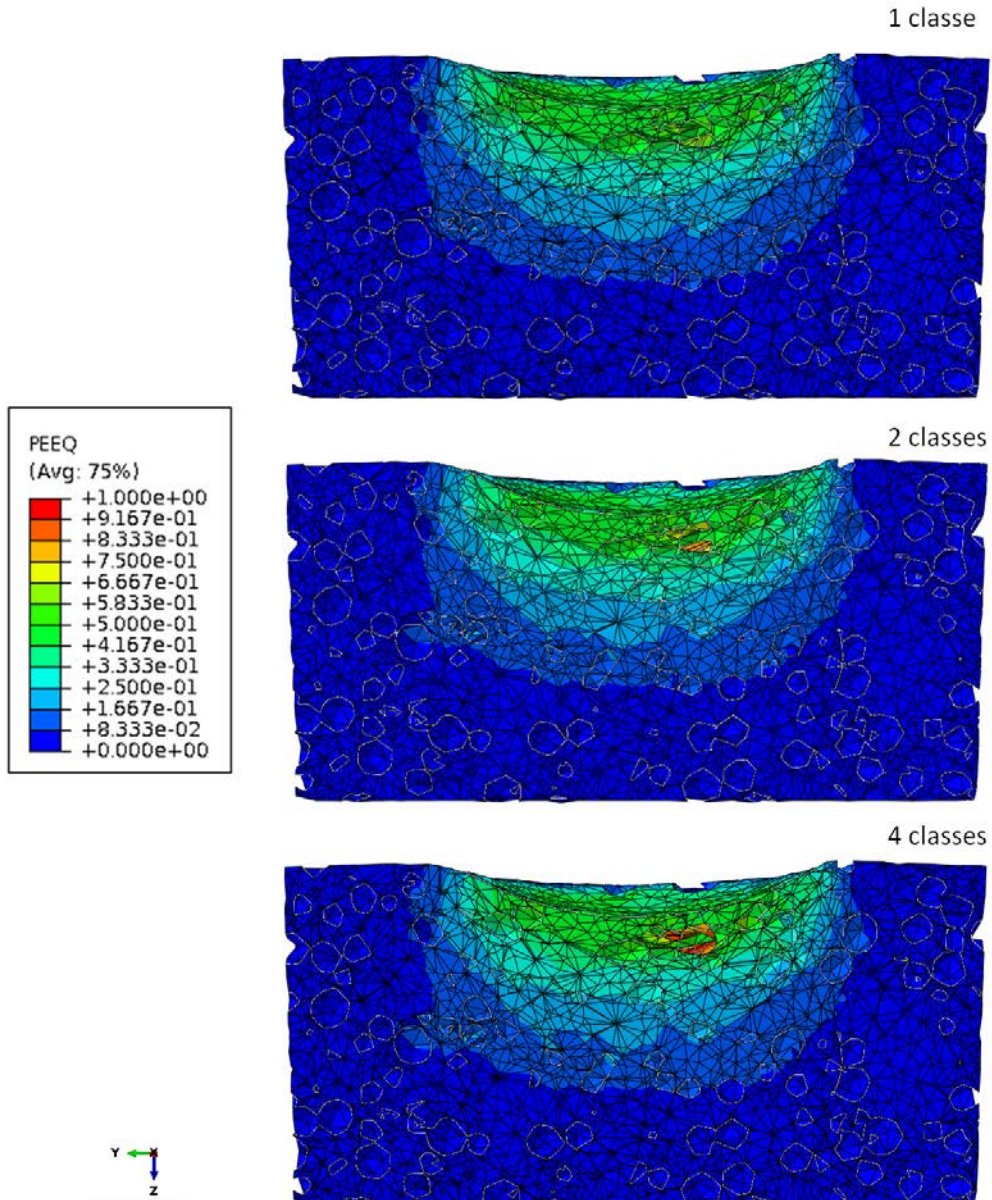 1 classe
2 classes
PEEQ
(Avg: 75%)
+1.000e+00
+9.167e-01
+8.333e-01
+7.500e-01
+6.667e-01
+5.833e-01
+5.000e-01
+4.167e-01
+3.333e-01
+2.500e-01
+1.667e-01
+8.333e-02
+0.000e+00
4 classes
Y
X
Z